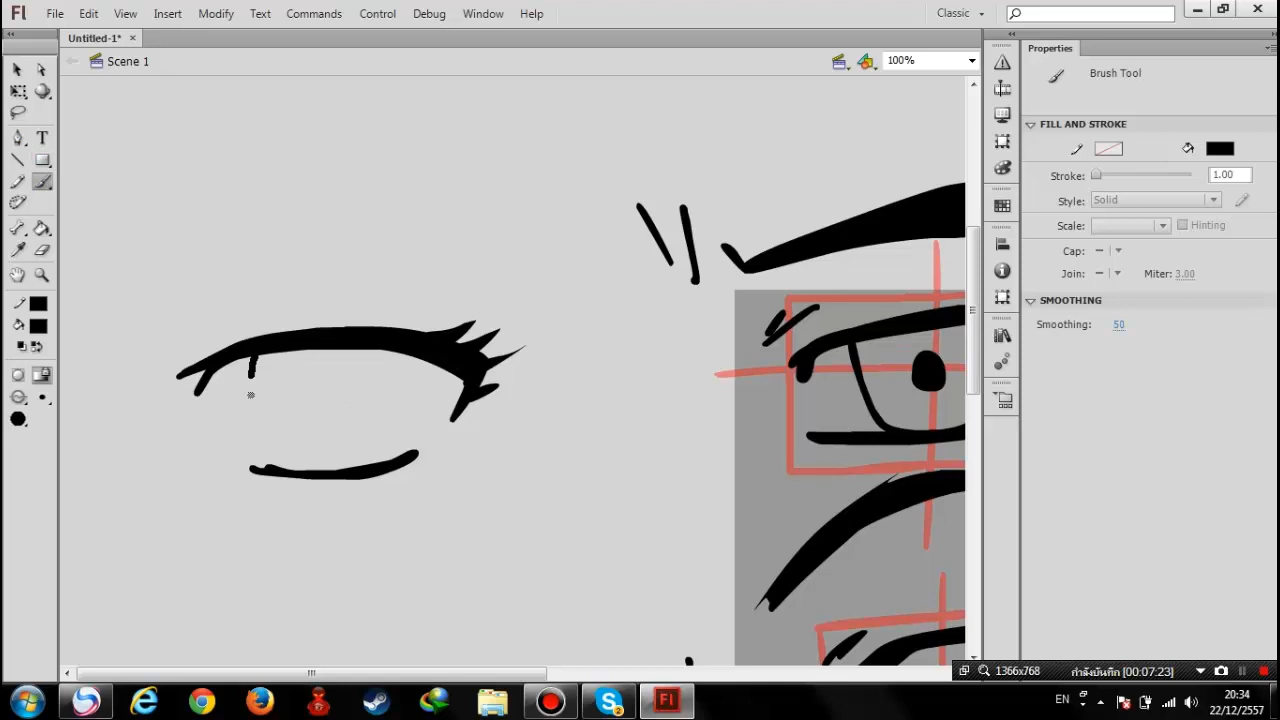 Fl File Edit View Insert Modify Text Commands Control Debug Window Help Classic
Untitled-1* Properties
Scene 1 100%
Brush Tool
FILL AND STROKE
Stroke: 1.00
Style: Solid
Scale: Hinting
Cap:
Join: Miter: 3.00
SMOOTHING
Smoothing: 50
T
1366x768 กำลังบันทึก [00:07:23]
S 2 Fl EN 20:34
22/12/2557